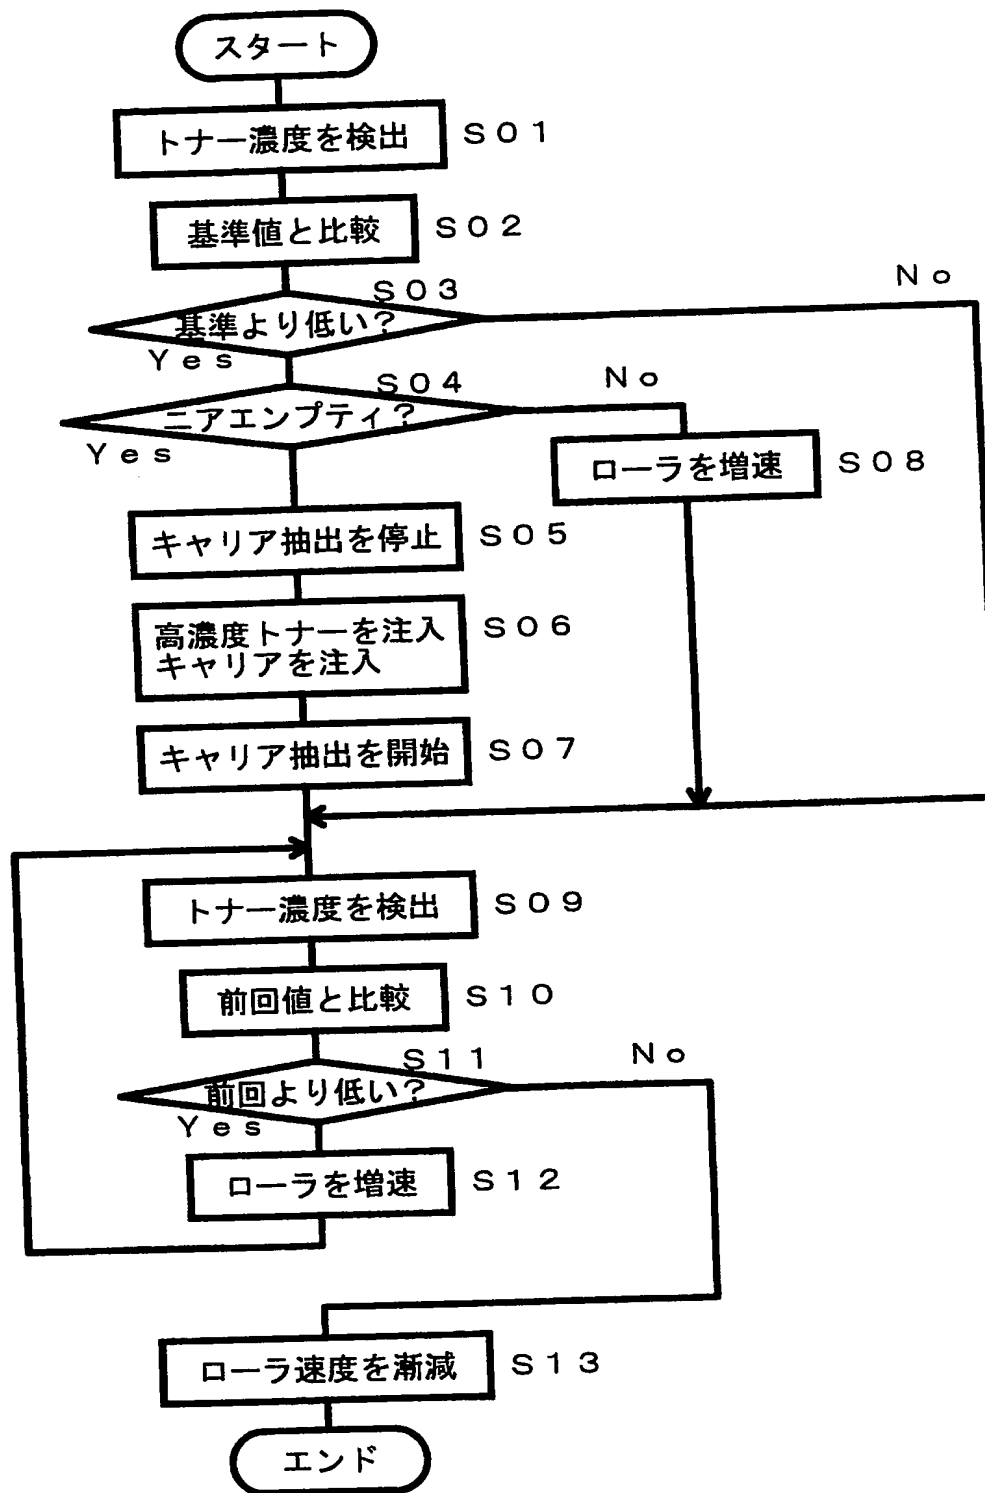 スタート
トナー濃度を検出 S01
基準値と比較 S02
S03 No
基準より低い?
Yes
S04 No
ニアエンプティ?
Yes
ローラを増速 S08
キャリア抽出を停止 S05
高濃度トナーを注入 S06
キャリアを注入
キャリア抽出を開始 S07
トナー濃度を検出 S09
前回値と比較 S10
S11 No
前回より低い?
Yes
ローラを増速 S12
ローラ速度を漸減 S13
エンド